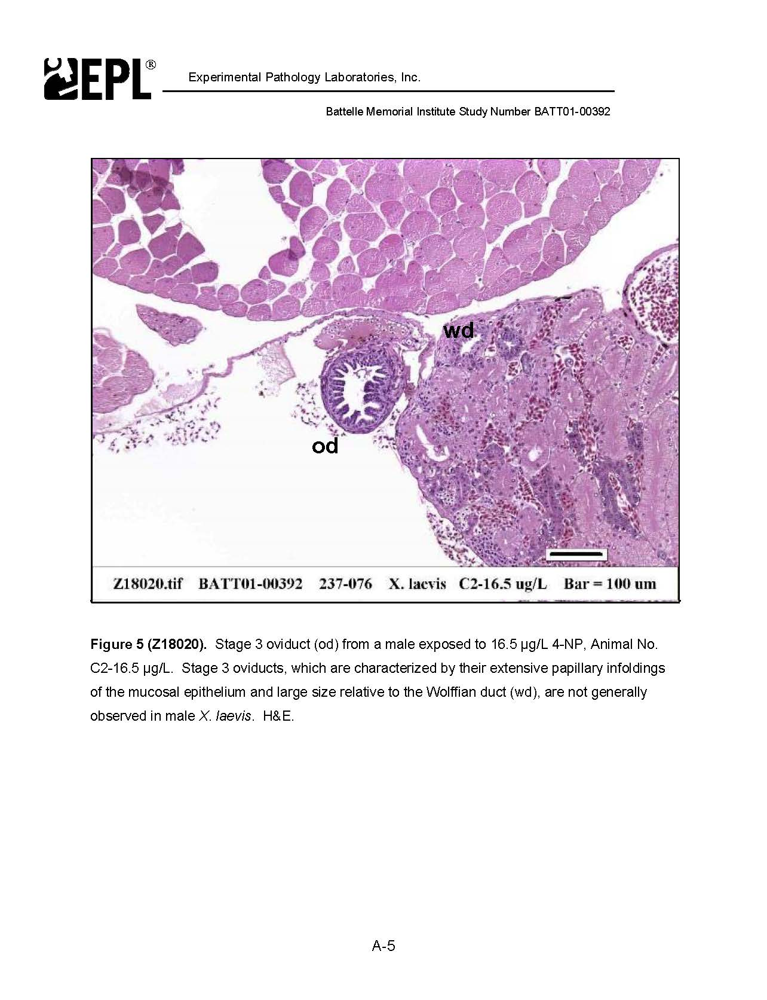 EPL®
Experimental Pathology Laboratories, Inc.
Battelle Memorial Institute Study Number BATT01-00392
wd
od
Z18020.tif BATT01-00392 237-076 X. laevis C2-16.5 ug/L Bar = 100 um
Figure 5 (Z18020). Stage 3 oviduct (od) from a male exposed to 16.5 µg/L 4-NP, Animal No.
C2-16.5 µg/L. Stage 3 oviducts, which are characterized by their extensive papillary infoldings
of the mucosal epithelium and large size relative to the Wolffian duct (wd), are not generally
observed in male X. laevis. H&E.
A-5